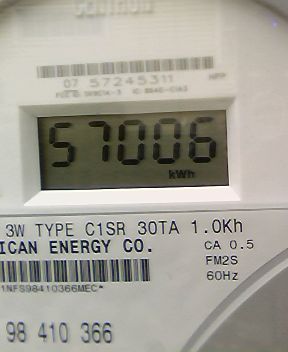 07 57245311
57006
kWh
3W TYPE C1SR 30TA 1.0Kh
ICAN ENERGY CO.
CA 0.5
FM2S
60Hz
1NFS98410366MEC*
98 410 366